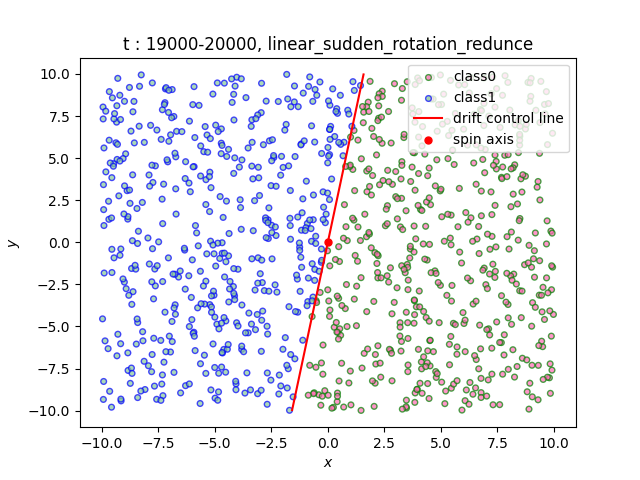 t : 19000-20000, linear_sudden_rotation_redunce
class0
class1
drift control line
spin axis
10.0
7.5
5.0
2.5
0.0
−2.5
−5.0
−7.5
−10.0
y
−10.0 −7.5 −5.0 −2.5 0.0 2.5 5.0 7.5 10.0
x